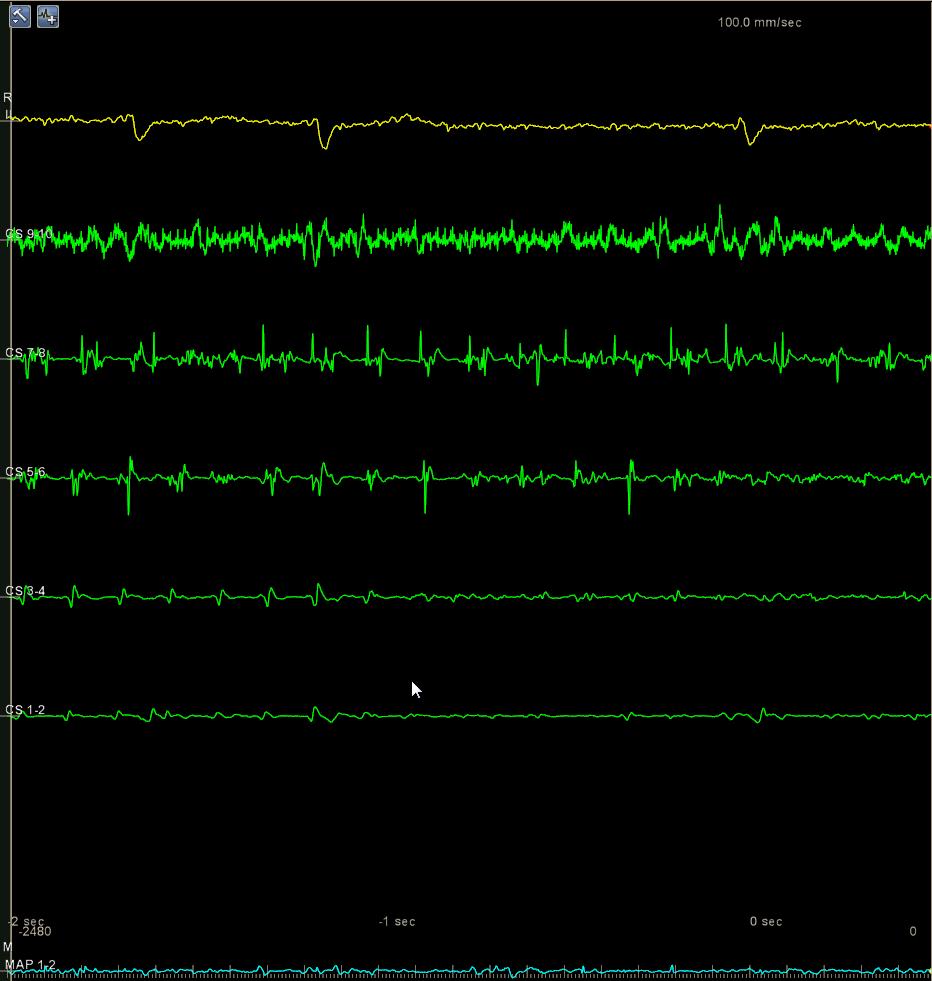 100.0 mm/sec
R
CS 9-10
CS 7-8
CS 5-6
CS 3-4
CS 1-2
-2 sec
-1 sec
0 sec
-2480
0
M
MAP 1-2